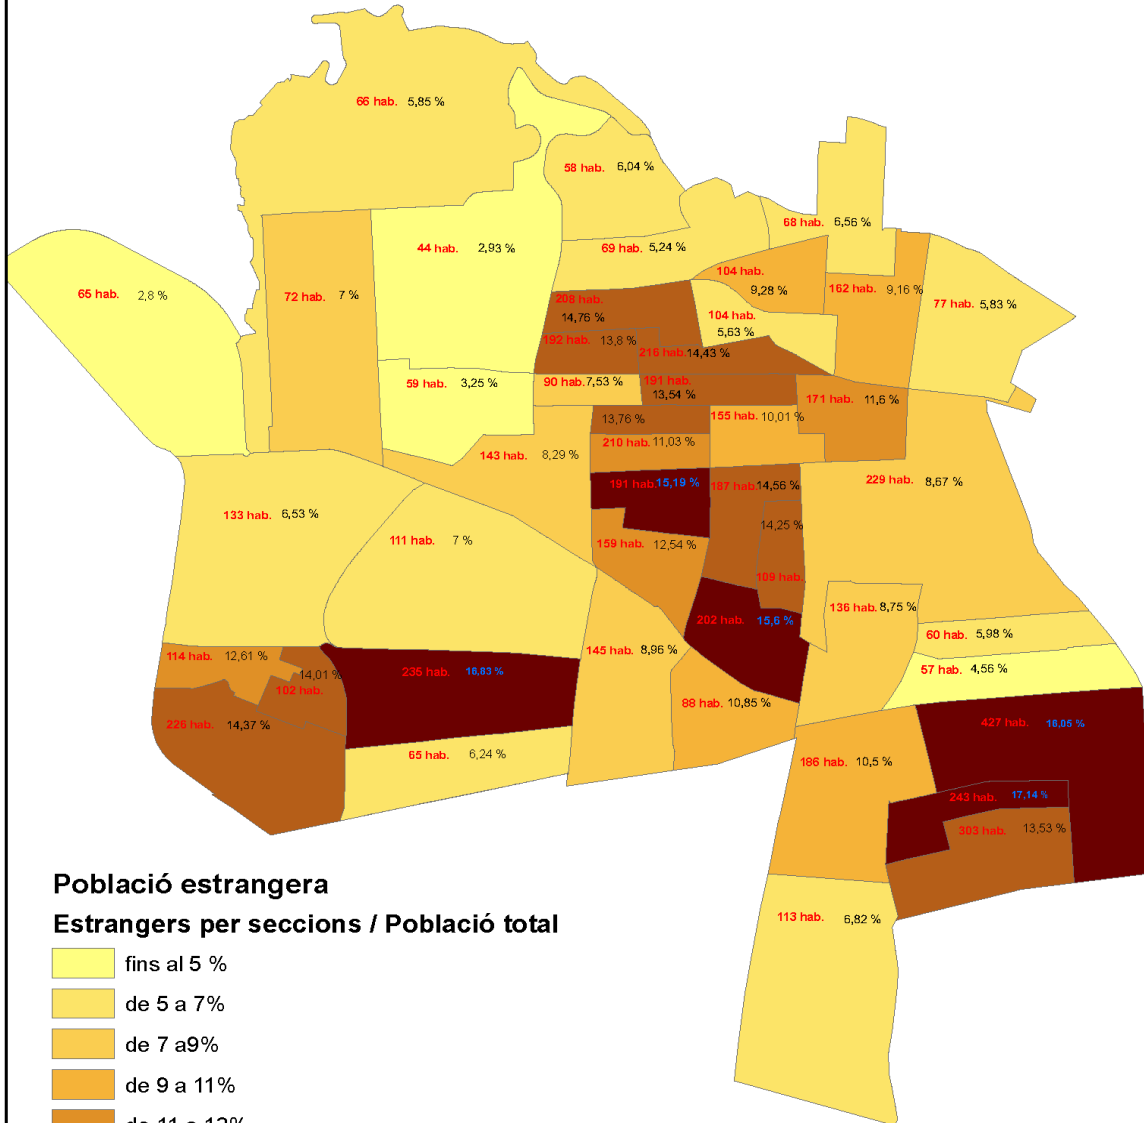 66 hab. 5,85 %
58 hab. 6,04 %
68 hab. 6,56 %
44 hab. 2,93 %
69 hab. 5,24 %
104 hab.
9,28 %
162 hab. 9,16 %
77 hab. 5,83 %
65 hab. 2,8 %
72 hab. 7 %
208 hab.
14,76 %
104 hab.
5,63 %
192 hab. 13,8 %
216 hab. 14,43 %
59 hab. 3,25 %
90 hab. 7,53 %
191 hab.
13,54 %
171 hab. 11,6 %
13,76 %
155 hab. 10,01 %
210 hab. 11,03 %
143 hab. 8,29 %
191 hab. 15,19 %
187 hab. 14,56 %
229 hab. 8,67 %
133 hab. 6,53 %
14,25 %
111 hab. 7 %
159 hab. 12,54 %
109 hab.
136 hab. 8,75 %
202 hab. 15,6 %
60 hab. 5,98 %
114 hab. 12,61 %
145 hab. 8,96 %
57 hab. 4,56 %
14,01 %
102 hab.
236 hab. 16,83 %
88 hab. 10,85 %
226 hab. 14,37 %
427 hab. 16,05 %
65 hab. 6,24 %
186 hab. 10,5 %
243 hab. 17,14 %
303 hab. 13,53 %
113 hab. 6,82 %
Població estrangera
Estrangers per seccions / Població total
fins al 5 %
de 5 a 7%
de 7 a9%
de 9 a 11%